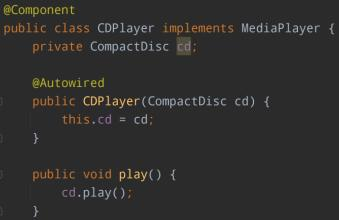 @Component
public class CDPlayer implements MediaPlayer {
    private CompactDisc cd;

    @Autowired
    public CDPlayer(CompactDisc cd) {
        this.cd = cd;
    }

    public void play() {
        cd.play();
    }
}